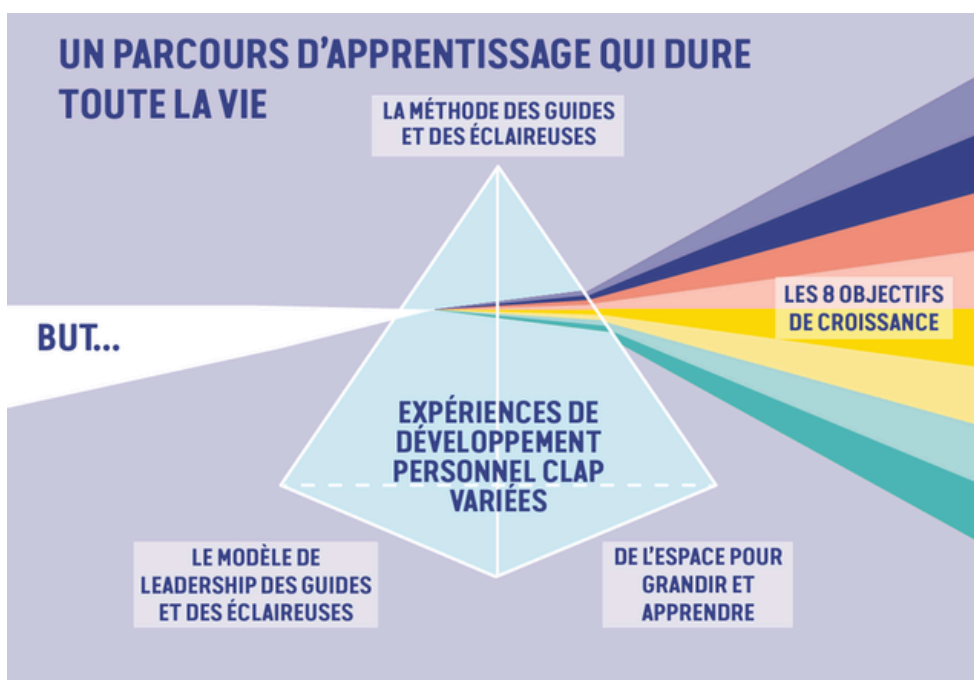 UN PARCOURS D'APPRENTISSAGE QUI DURE
TOUTE LA VIE
LA MÉTHODE DES GUIDES
ET DES ÉCLAIREUSES
BUT...
LES 8 OBJECTIFS
DE CROISSANCE
EXPÉRIENCES DE
DÉVELOPPEMENT
PERSONNEL CLAP
VARIÉES
LE MODÈLE DE
LEADERSHIP DES GUIDES
ET DES ÉCLAIREUSES
DE L'ESPACE POUR
GRANDIR ET
APPRENDRE